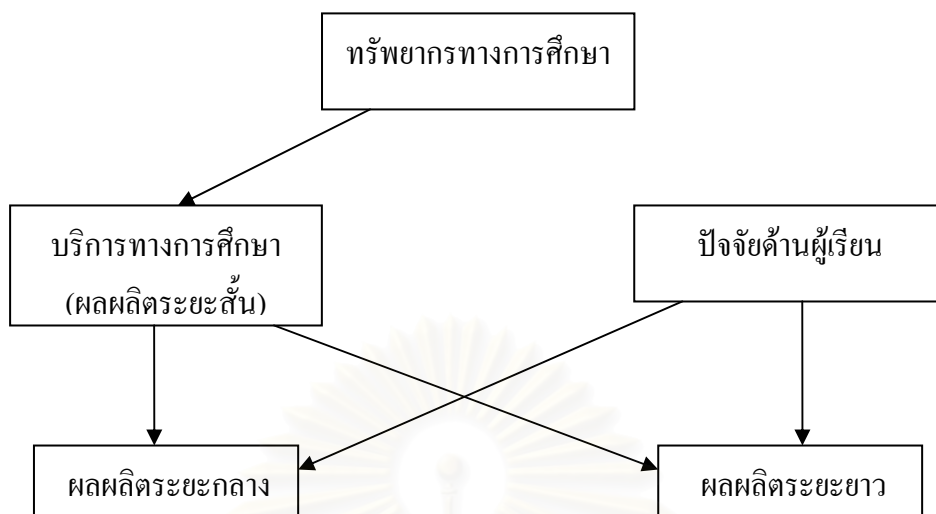 ทรัพยากรทางการศึกษา
บริการทางการศึกษา
(ผลผลิตระยะสั้น)
ปัจจัยด้านผู้เรียน
ผลผลิตระยะกลาง
ผลผลิตระยะยาว